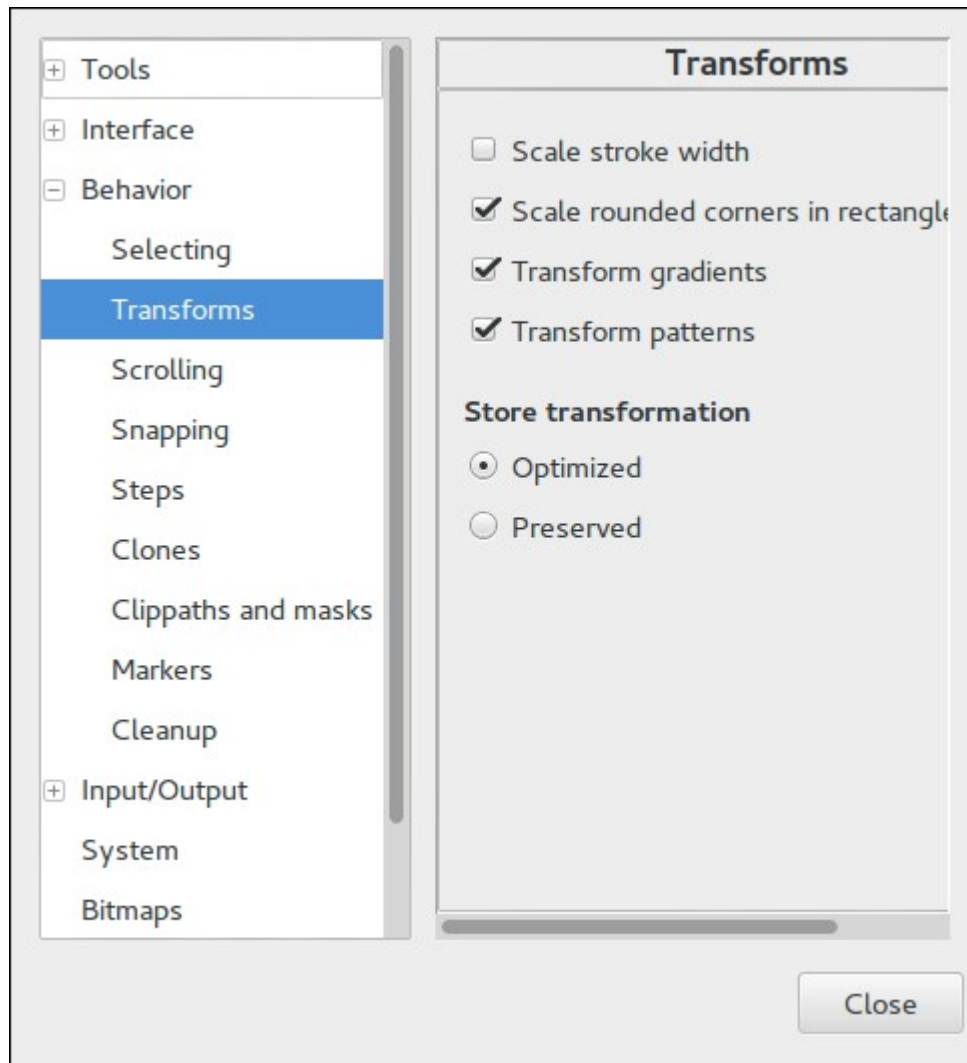 Tools
Interface
Behavior
Selecting
Transforms
Scrolling
Snapping
Steps
Clones
Clippaths and masks
Markers
Cleanup
Input/Output
System
Bitmaps
Transforms
Scale stroke width
Scale rounded corners in rectangle
Transform gradients
Transform patterns
Store transformation
Optimized
Preserved
Close